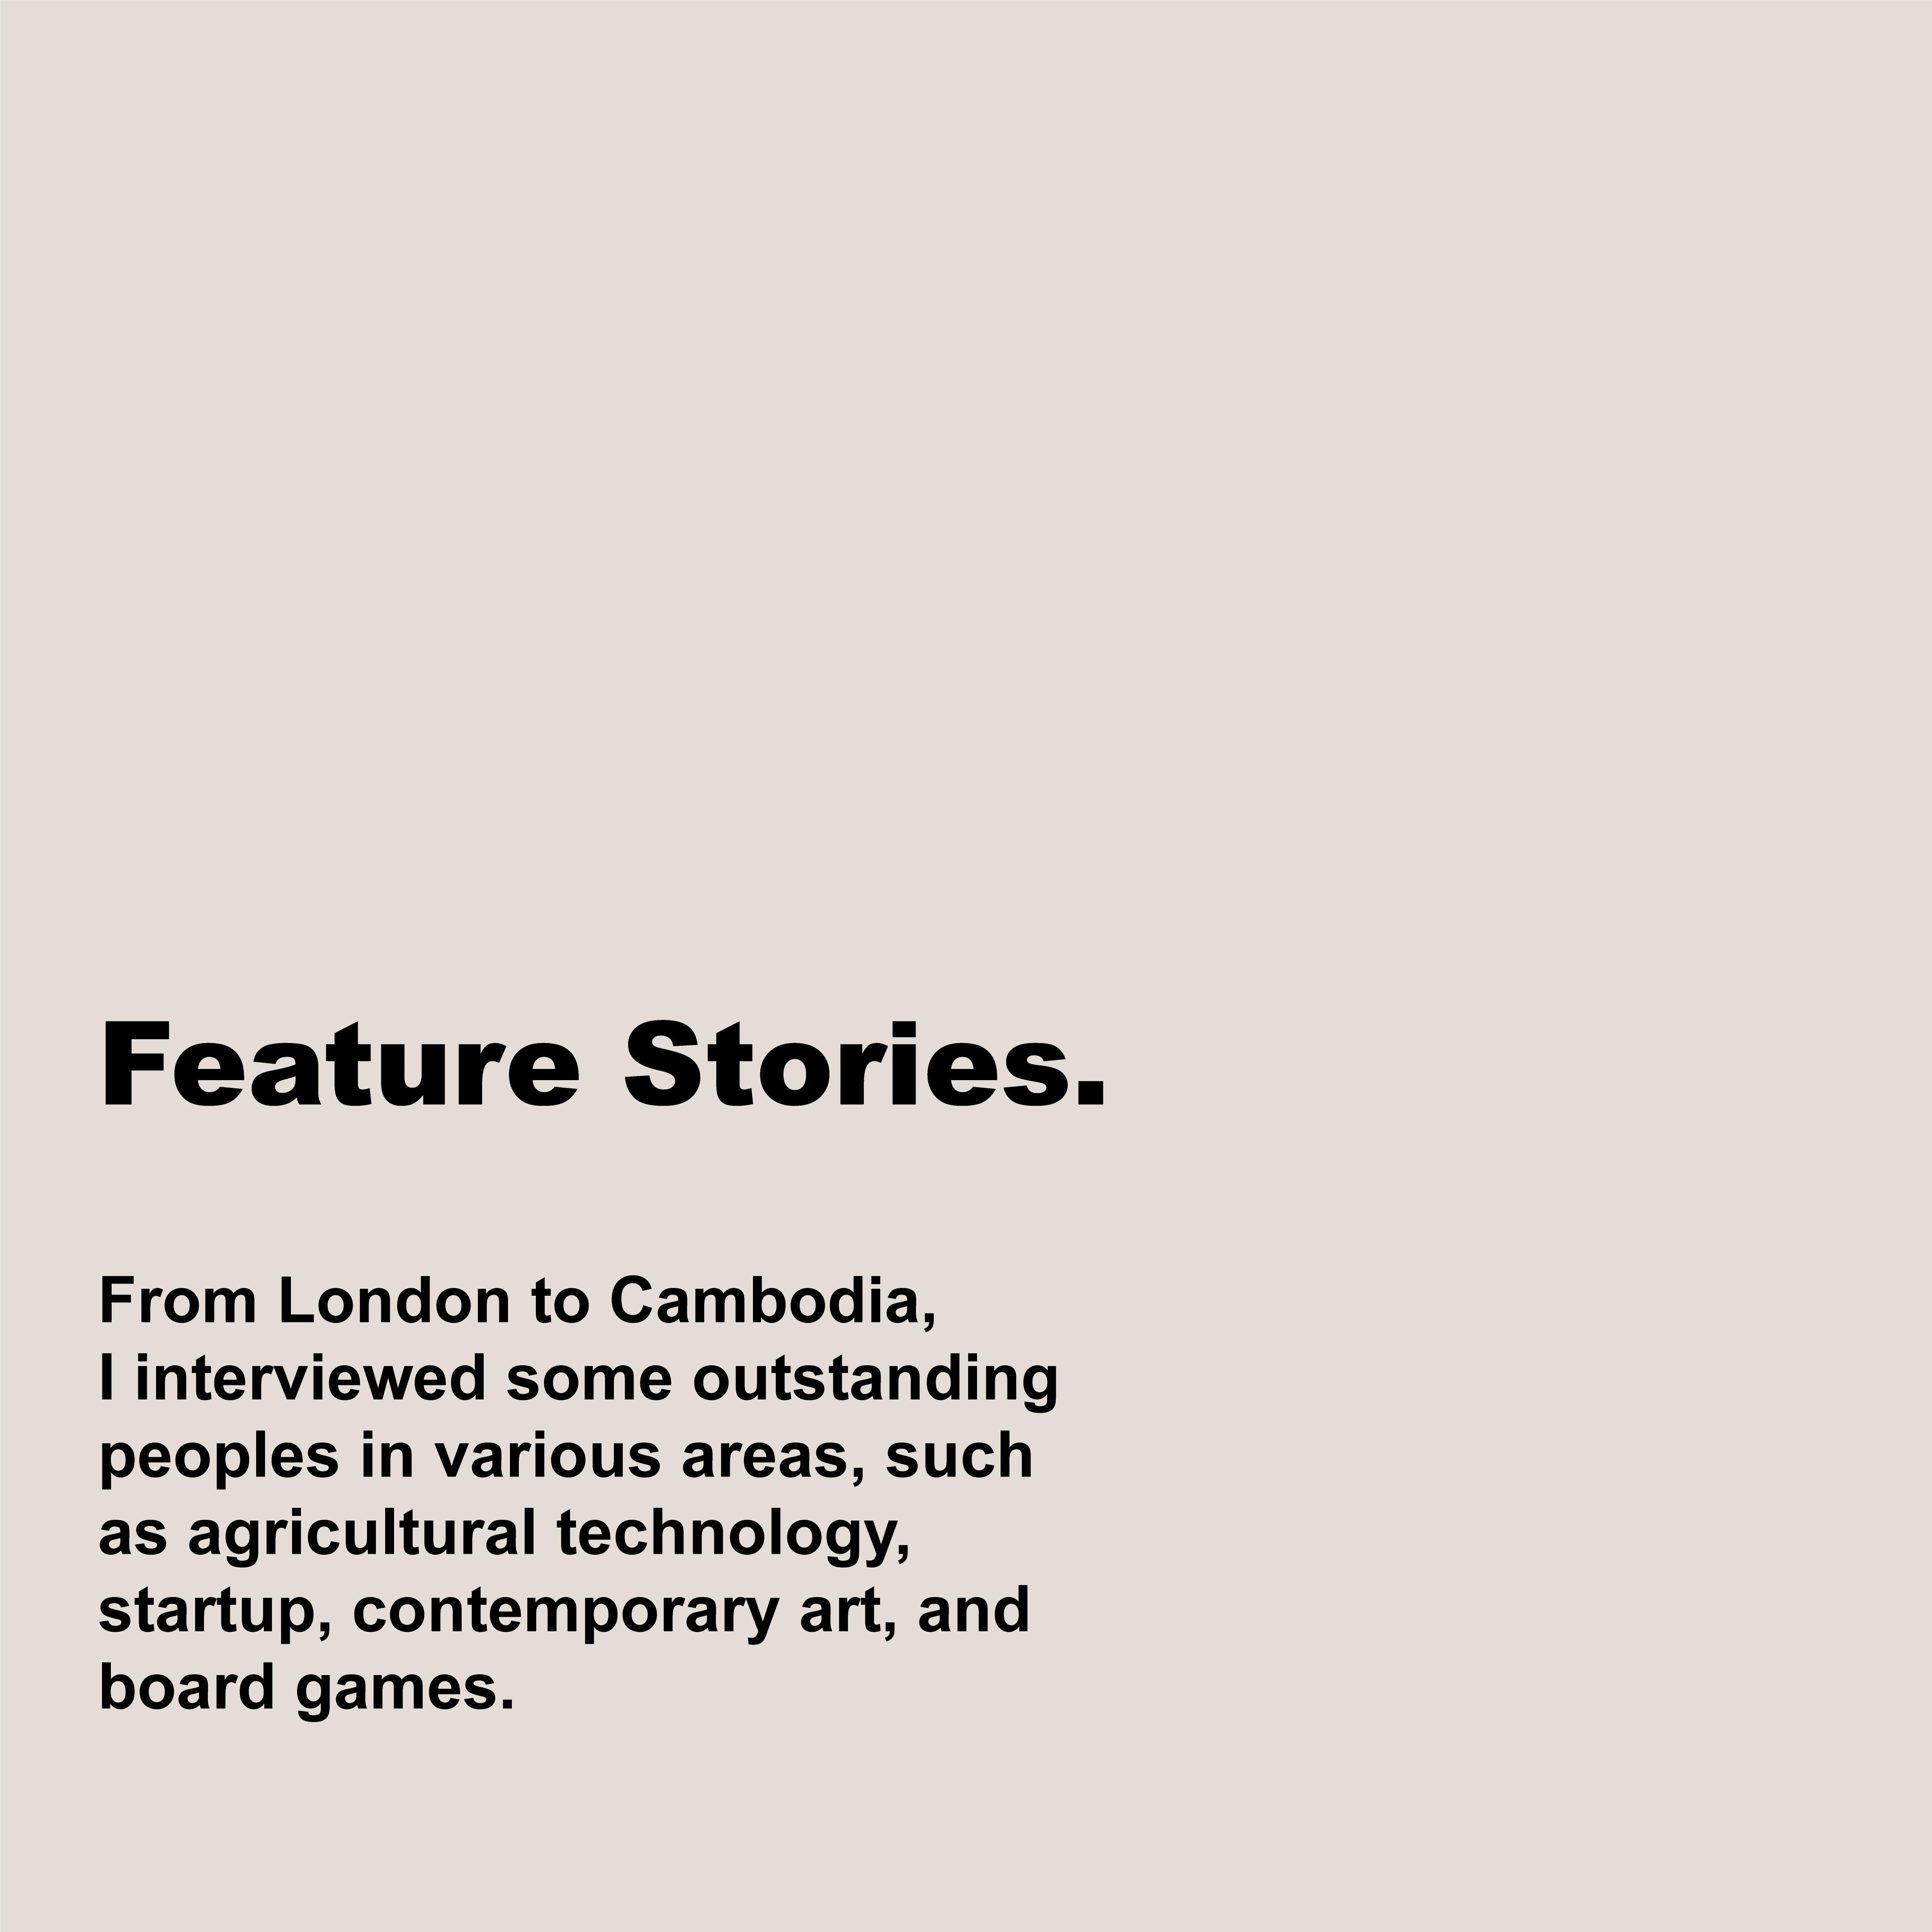 Feature Stories.
From London to Cambodia,
I interviewed some outstanding
peoples in various areas, such
as agricultural technology,
startup, contemporary art, and
board games.